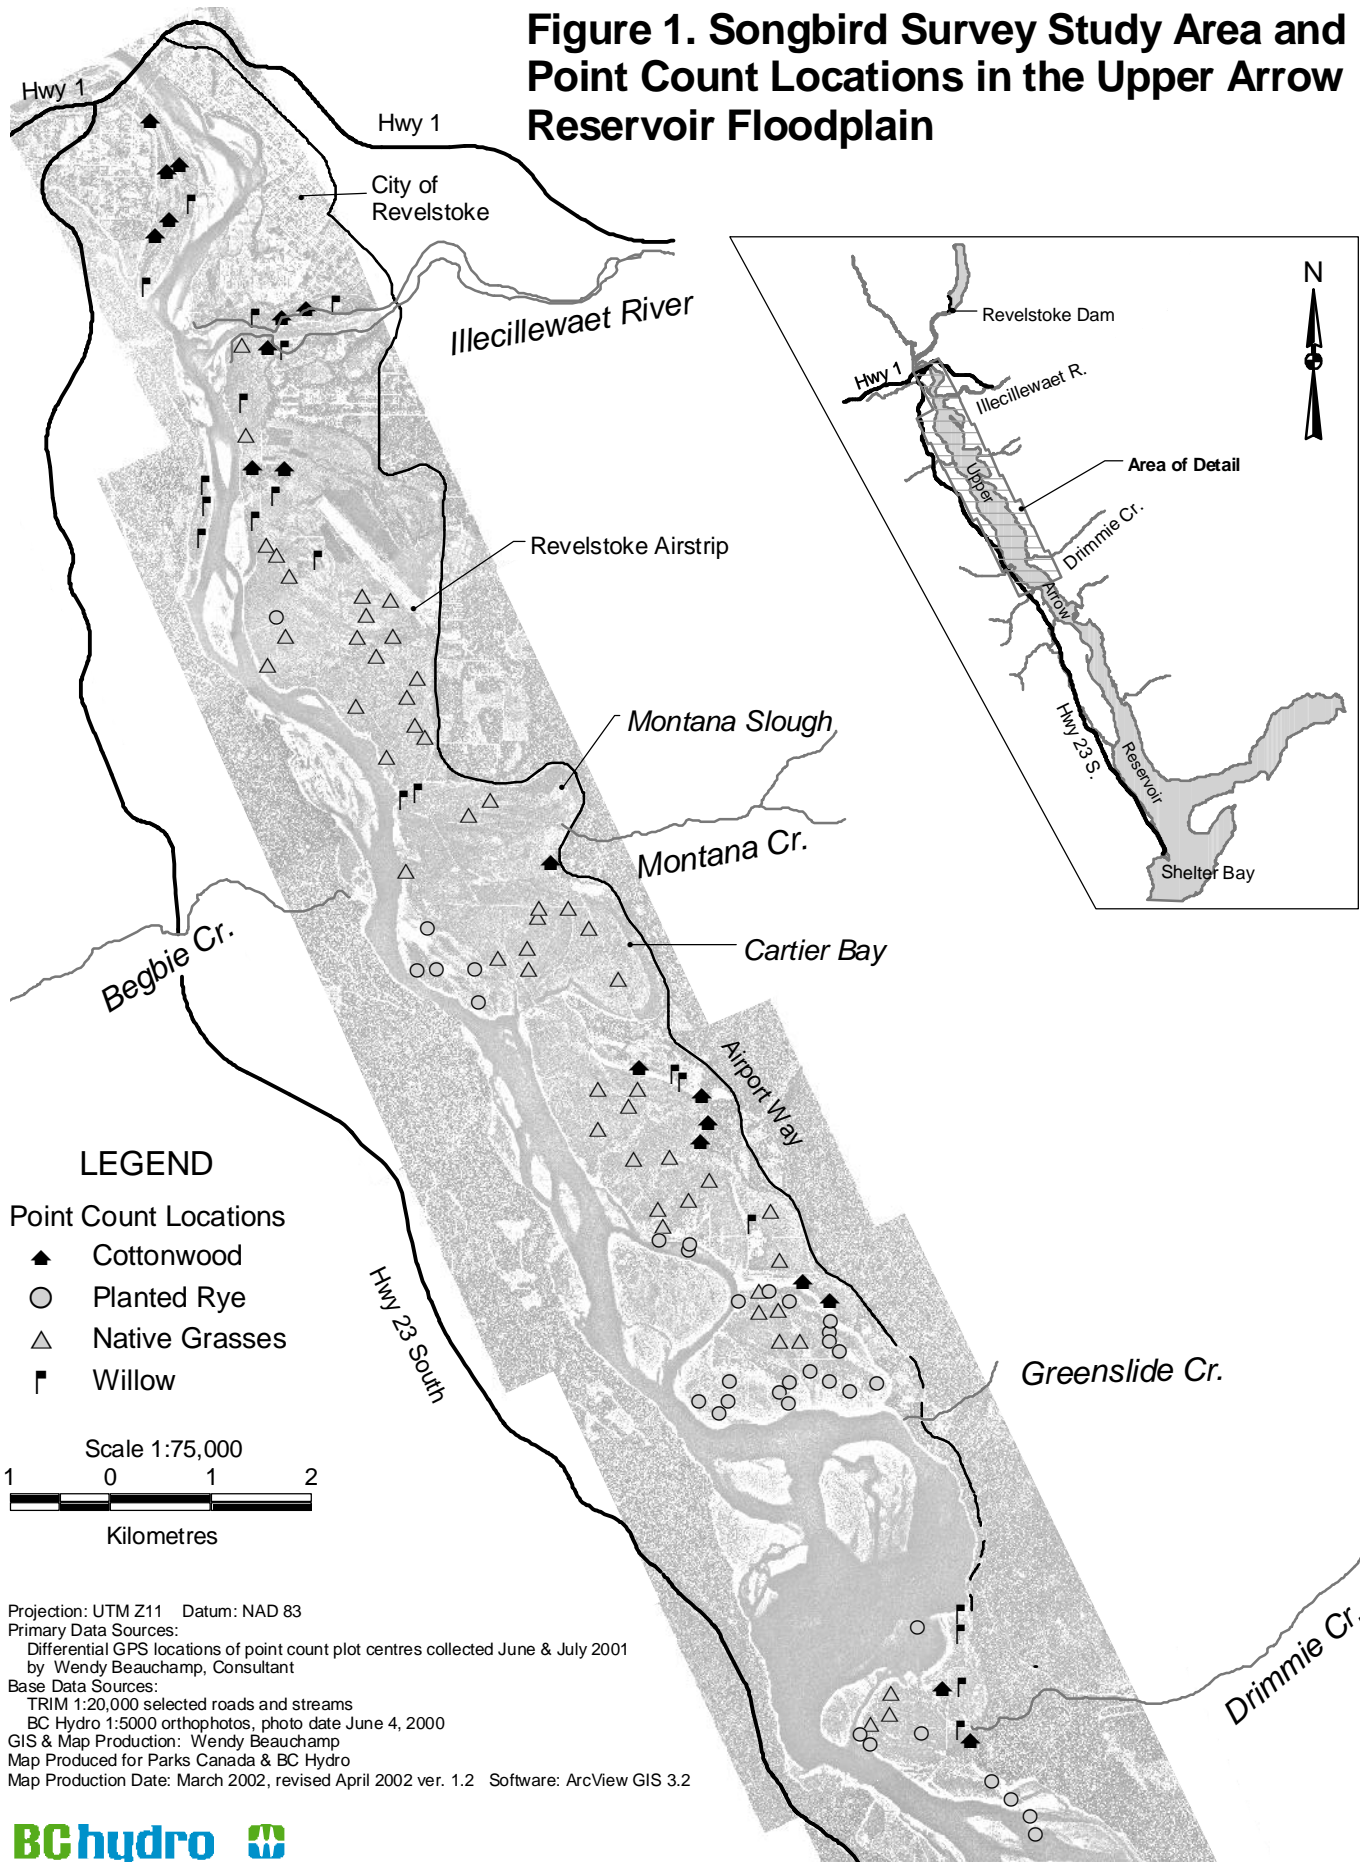 Figure 1. Songbird Survey Study Area and
Point Count Locations in the Upper Arrow
Reservoir Floodplain
Hwy 1
Hwy 1
City of
Revelstoke
Illecillewaet River
Revelstoke Airstrip
Montana Slough
Montana Cr.
Begbie Cr.
Cartier Bay
Airport Way
Hwy 23 South
Greenslide Cr.
Drimmie Cr.
N
Revelstoke Dam
Hwy 1
Illecillewaet R.
Area of Detail
Upper
Drimmie Cr.
Arrow
Hwy 23 S.
Reservoir
Shelter Bay
LEGEND
Point Count Locations
Cottonwood
Planted Rye
Native Grasses
Willow
Scale 1:75,000
1 0 1 2
Kilometres
Projection: UTM Z11 Datum: NAD 83
Primary Data Sources:
Differential GPS locations of point count plot centres collected June & July 2001
by Wendy Beauchamp, Consultant
Base Data Sources:
TRIM 1:20,000 selected roads and streams
BC Hydro 1:5000 orthophotos, photo date June 4, 2000
GIS & Map Production: Wendy Beauchamp
Map Produced for Parks Canada & BC Hydro
Map Production Date: March 2002, revised April 2002 ver. 1.2 Software: ArcView GIS 3.2
BC hydro